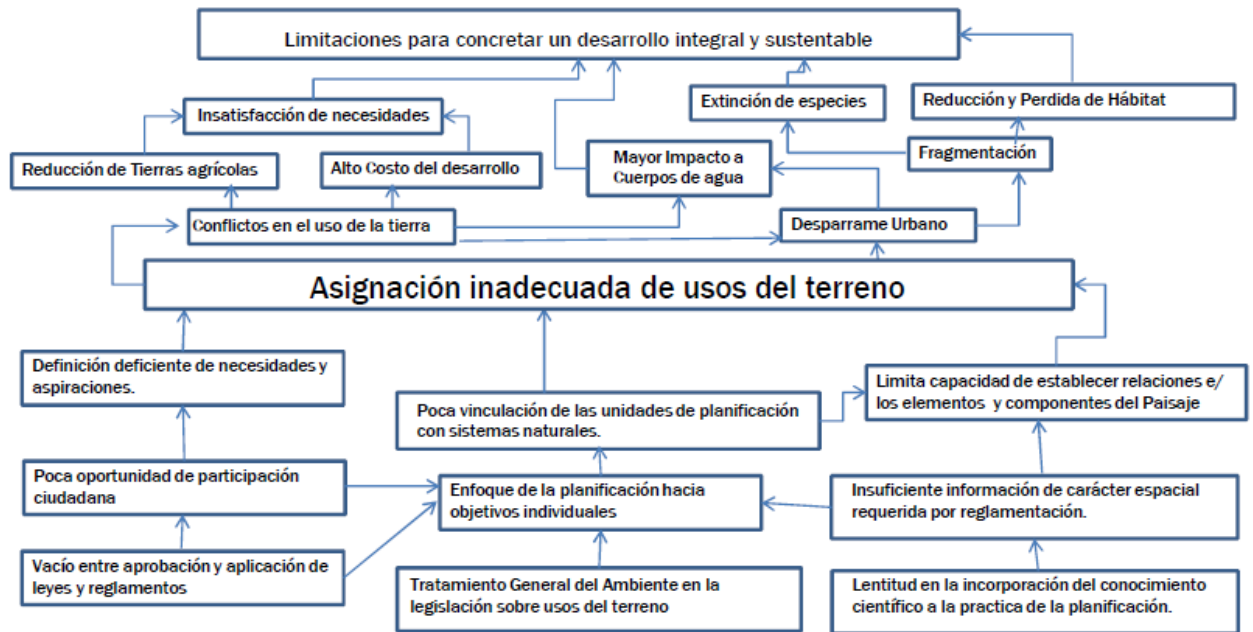 Limitaciones para concretar un desarrollo integral y sustentable
Extinción de especies
Reducción y Perdida de Hábitat
Insatisfacción de necesidades
Reducción de Tierras agrícolas
Alto Costo del desarrollo
Mayor Impacto a
Cuerpos de agua
Fragmentación
Conflictos en el uso de la tierra
Desparrame Urbano
Asignación inadecuada de usos del terreno
Definición deficiente de necesidades y
aspiraciones.
Poca vinculación de las unidades de planificación
con sistemas naturales.
Limita capacidad de establecer relaciones e/
los elementos y componentes del Paisaje
Poca oportunidad de participación
ciudadana
Enfoque de la planificación hacia
objetivos individuales
Insuficiente información de carácter espacial
requerida por reglamentación.
Vacío entre aprobación y aplicación de
leyes y reglamentos
Tratamiento General del Ambiente en la
legislación sobre usos del terreno
Lentitud en la incorporación del conocimiento
científico a la practica de la planificación.